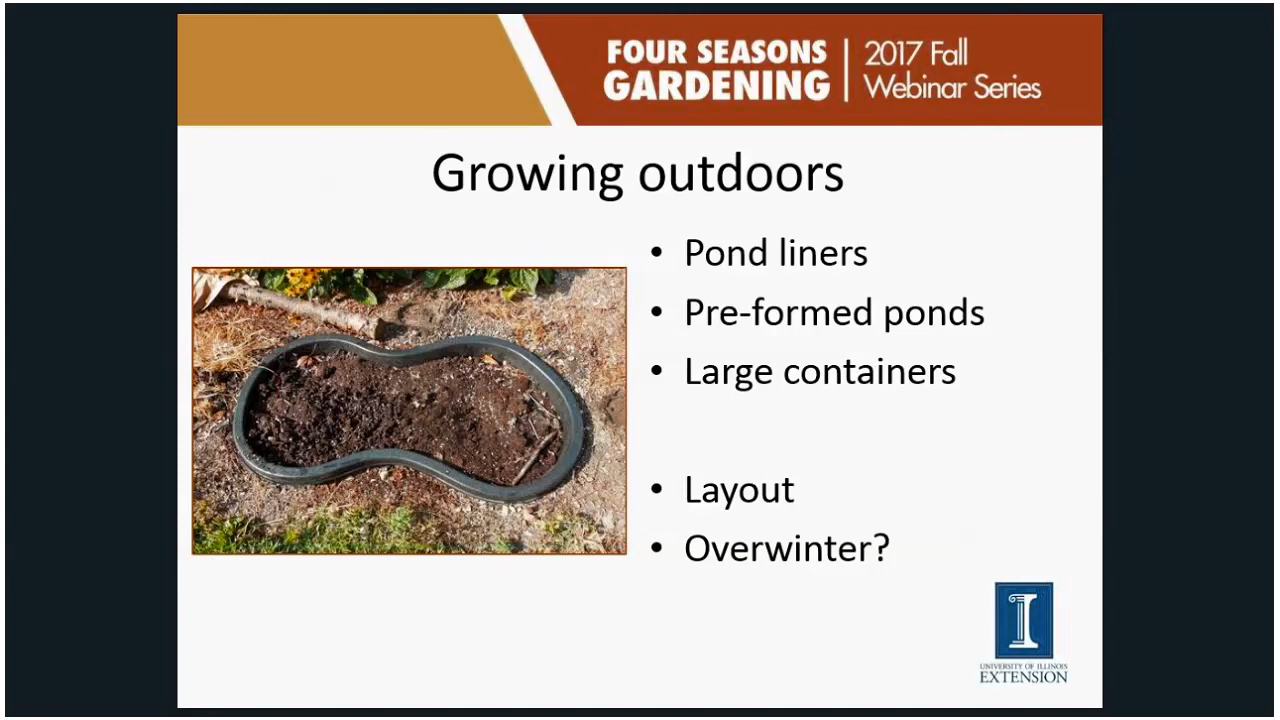 FOUR SEASONS
GARDENING
2017 Fall
Webinar Series
Growing outdoors
• Pond liners
• Pre-formed ponds
• Large containers
• Layout
• Overwinter?
I
UNIVERSITY OF ILLINOIS
EXTENSION